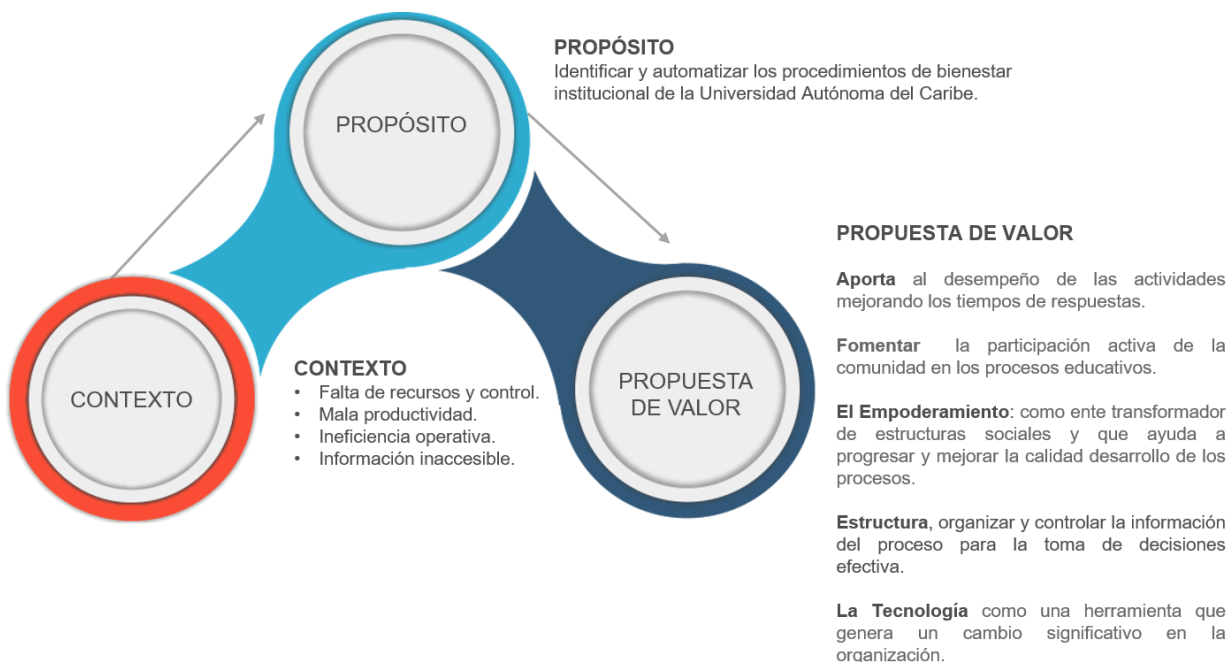 PROPÓSITO
Identificar y automatizar los procedimientos de bienestar
institucional de la Universidad Autónoma del Caribe.
PROPÓSITO
PROPUESTA DE VALOR
Aporta al desempeño de las actividades
mejorando los tiempos de respuestas.
Fomentar la participación activa de la
comunidad en los procesos educativos.
El Empoderamiento: como ente transformador
de estructuras sociales y que ayuda a
progresar y mejorar la calidad desarrollo de los
procesos.
Estructura, organizar y controlar la información
del proceso para la toma de decisiones
efectiva.
La Tecnología como una herramienta que
genera un cambio significativo en la
organización.
CONTEXTO
CONTEXTO
• Falta de recursos y control.
• Mala productividad.
• Ineficiencia operativa.
• Información inaccesible.
PROPUESTA
DE VALOR